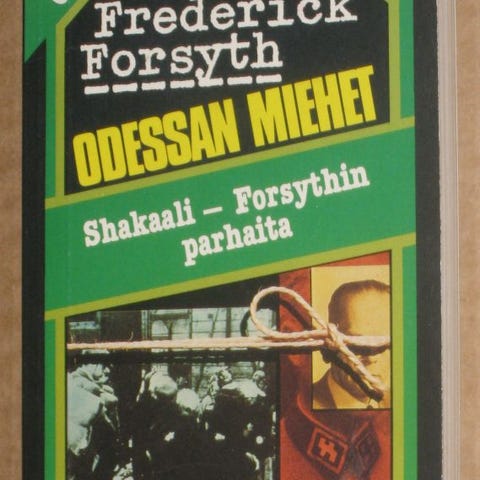 Frederick
Forsyth
ODESSAN MIEHET
Shakaali – Forsythin
parhaita